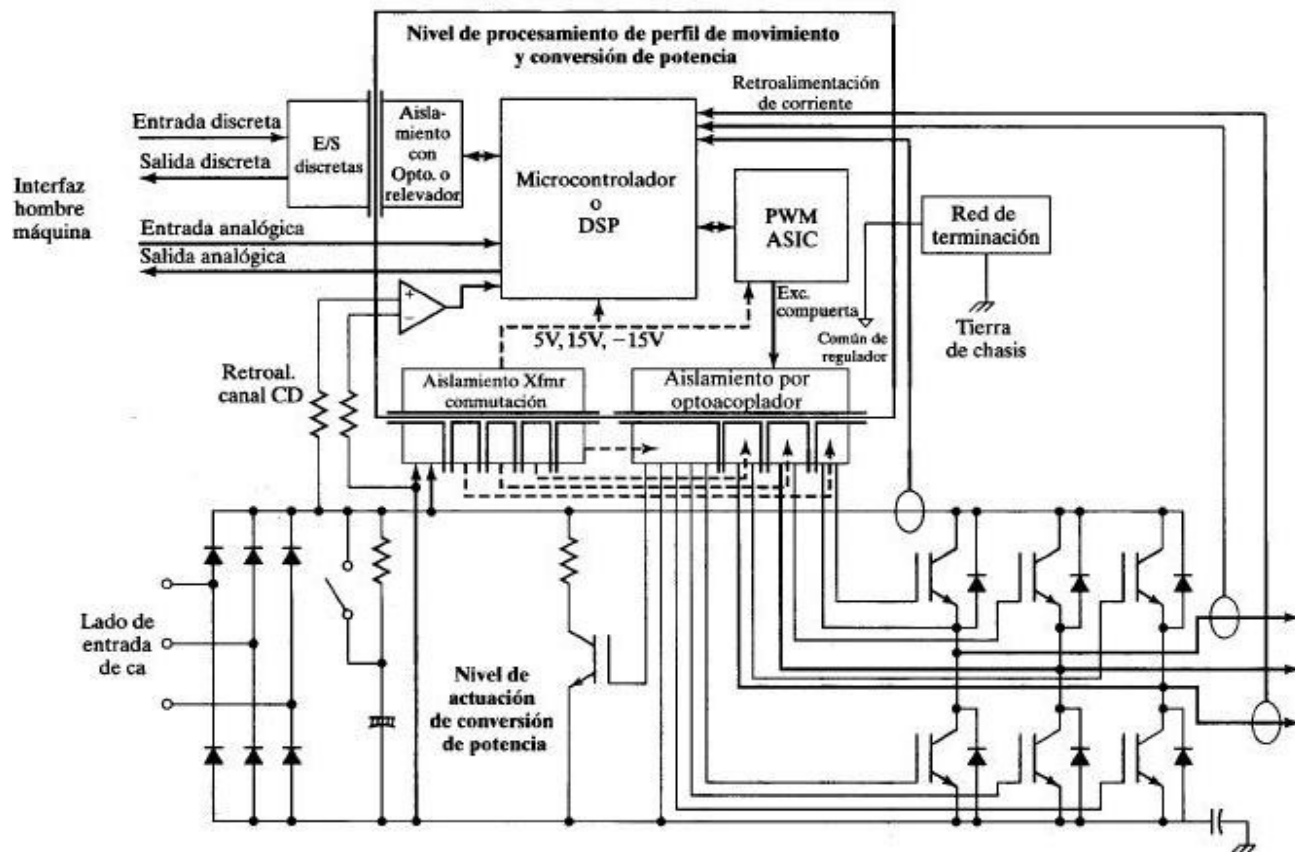 Nivel de procesamiento de perfil de movimiento
y conversión de potencia
Retroalimentación
de corriente
Entrada discreta
Salida discreta
E/S
discretas
Aisla-
miento
con
Opto. o
relevador
Microcontrolador
o
DSP
PWM
ASIC
Red de
terminación
Interfaz
hombre
máquina
Entrada analógica
Salida analógica
+
−
Exc.
compuerta
5V, 15V, −15V
Común de
regulador
Tierra
de chasis
Retroal.
canal CD
Aislamiento Xfmr
conmutación
Aislamiento por
optoacoplador
Lado de
entrada
de ca
Nivel de
actuación
de conversión
de potencia